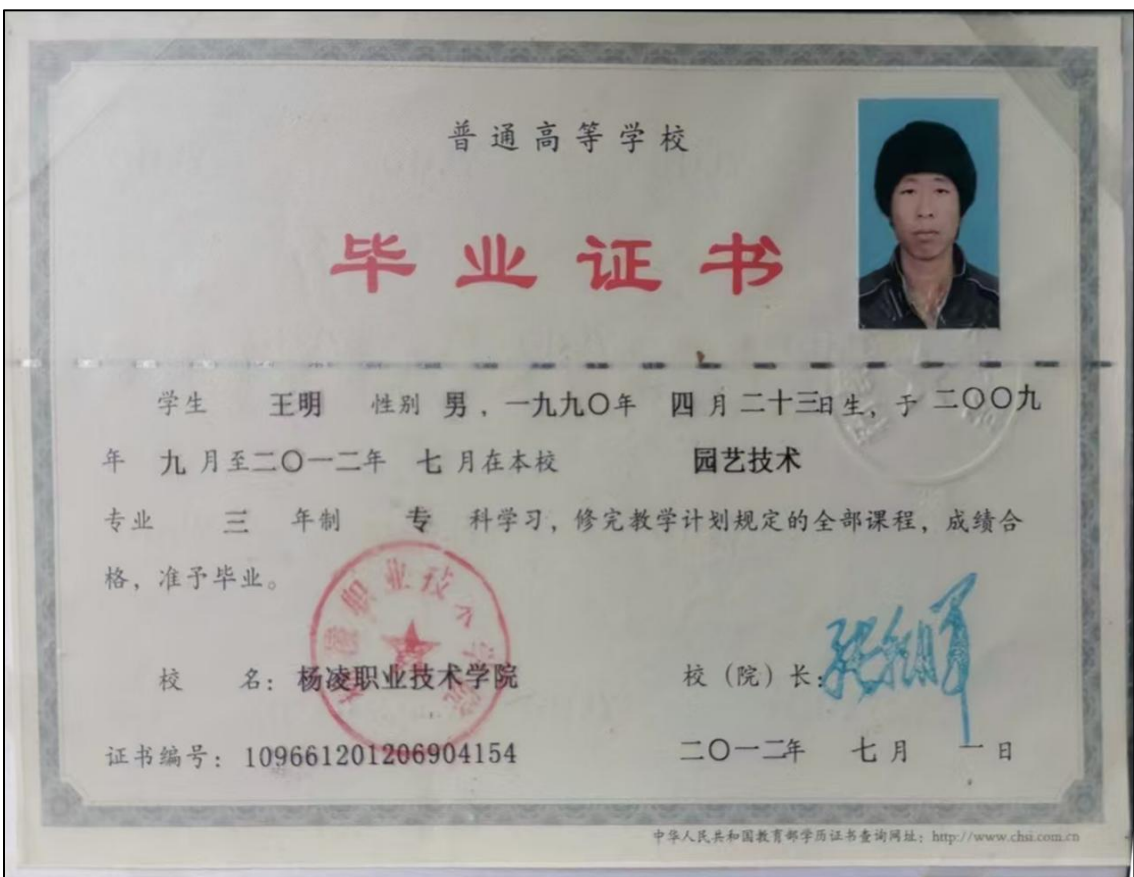 普通高等学校
毕业证书
学生 王明 性别 男，一九九〇年 四月二十三日生，于二〇〇九
年 九月至二〇一二年 七月在本校 园艺技术
专业 三 年制 专 科学习，修完教学计划规定的全部课程，成绩合
格，准予毕业。
职业技术学院
校 名：杨凌职业技术学院
校（院）长：
证书编号：109661201206904154
二〇一二年 七月 一日
中华人民共和国教育部学历证书查询网址：http://www.chsi.com.cn